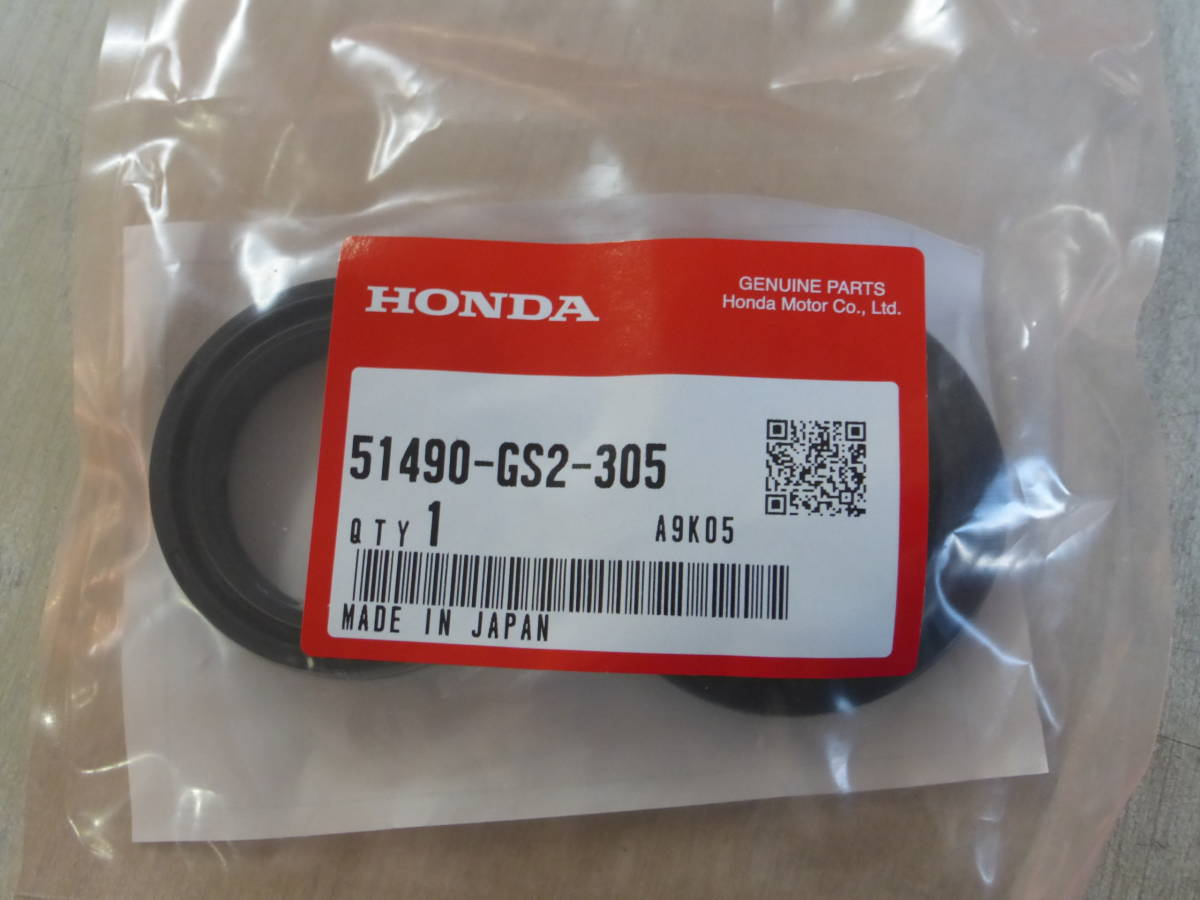 HONDA
GENUINE PARTS
Honda Motor Co., Ltd.
51490-GS2-305
QTY 1 A9K05
MADE IN JAPAN